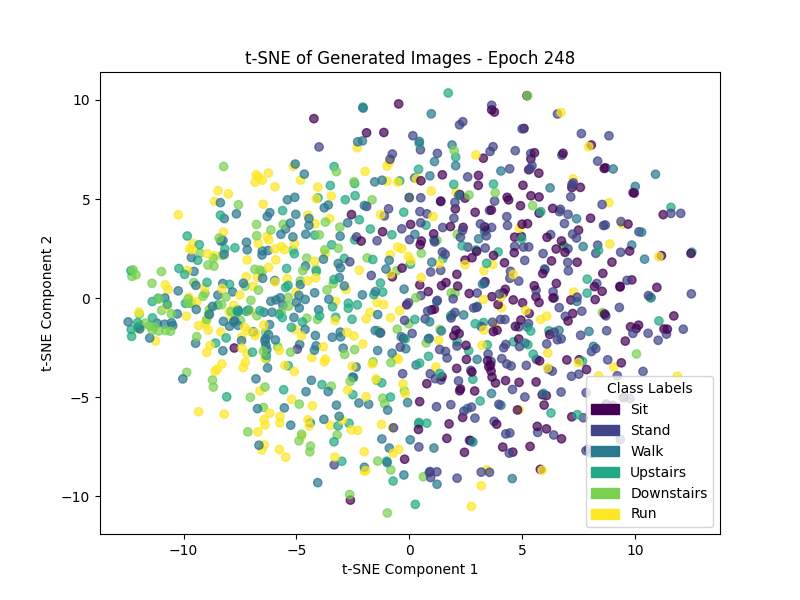 t-SNE of Generated Images - Epoch 248
10
5
0
−5
−10
t-SNE Component 2
Class Labels
Sit
Stand
Walk
Upstairs
Downstairs
Run
−10
−5
0
5
10
t-SNE Component 1